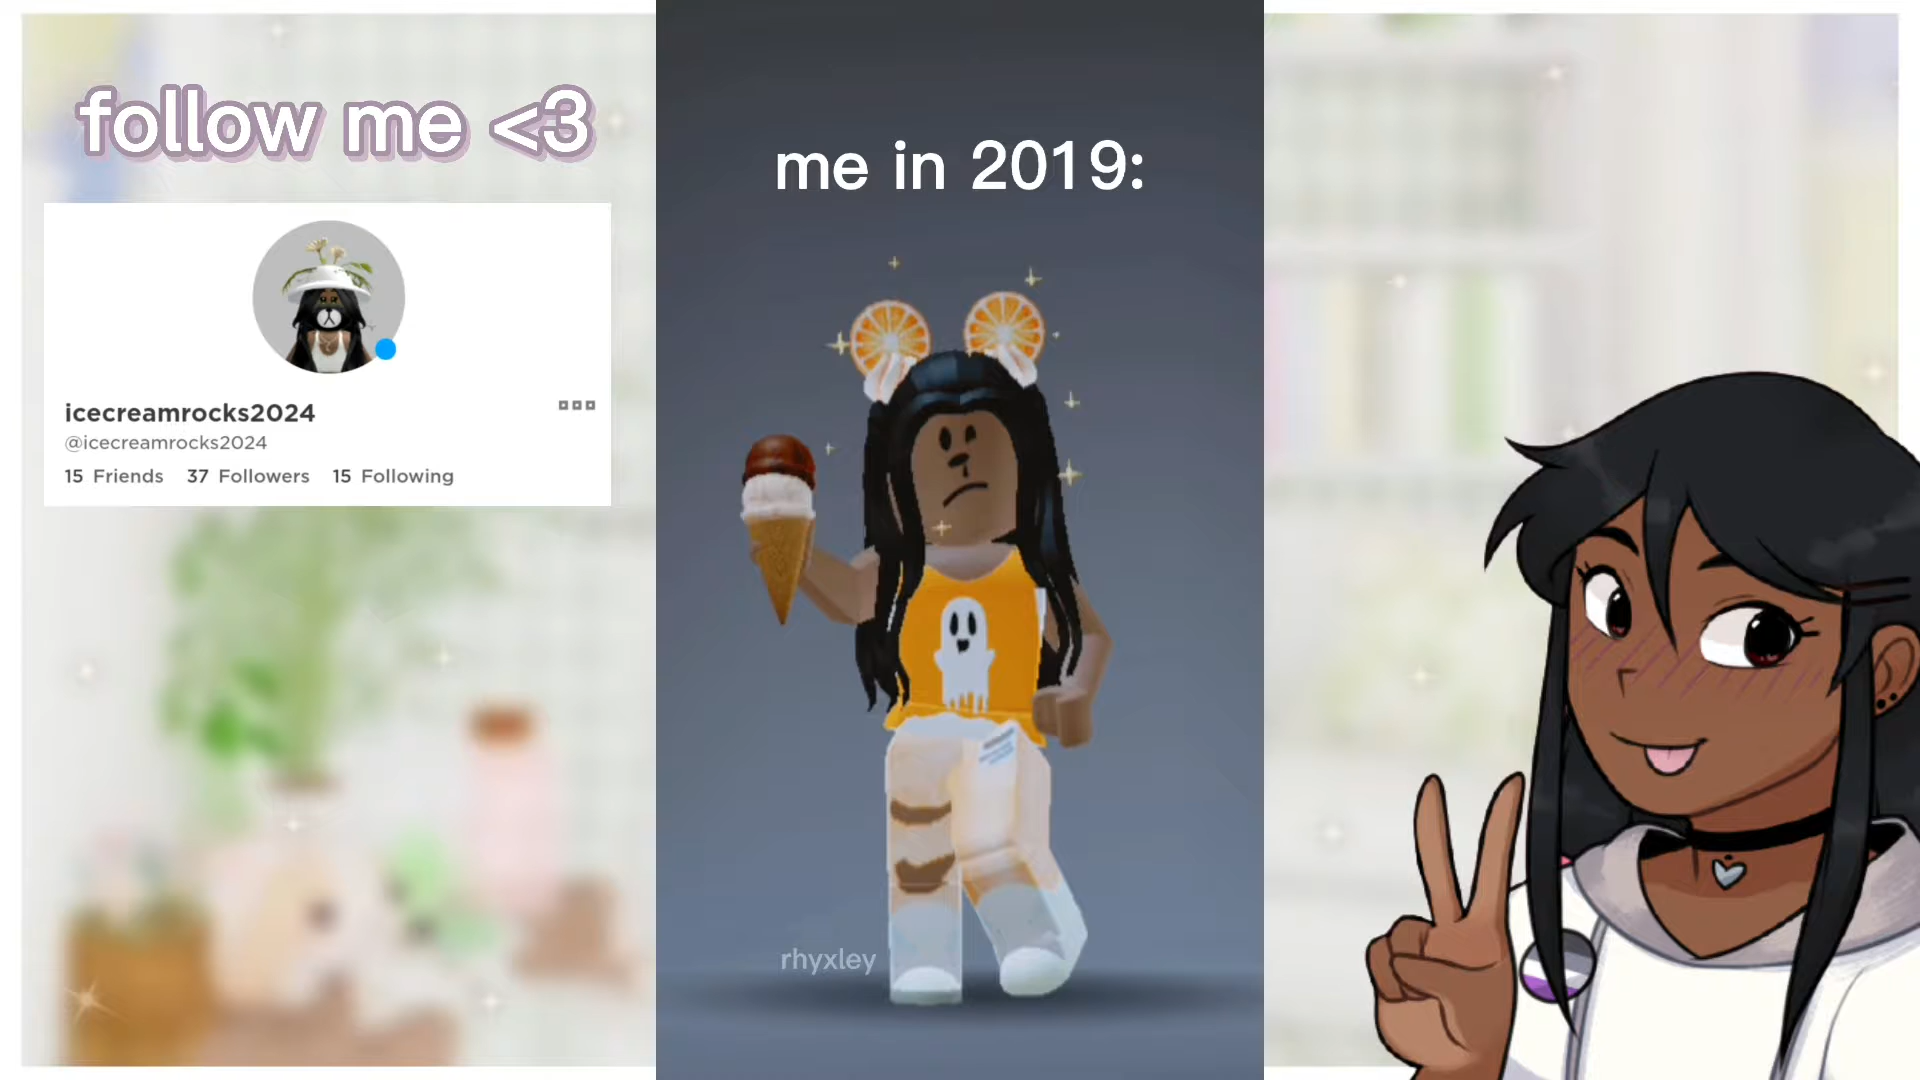 follow me <3
icecreamrocks2024
@icecreamrocks2024
15 Friends 37 Followers 15 Following
me in 2019:
rhyxley